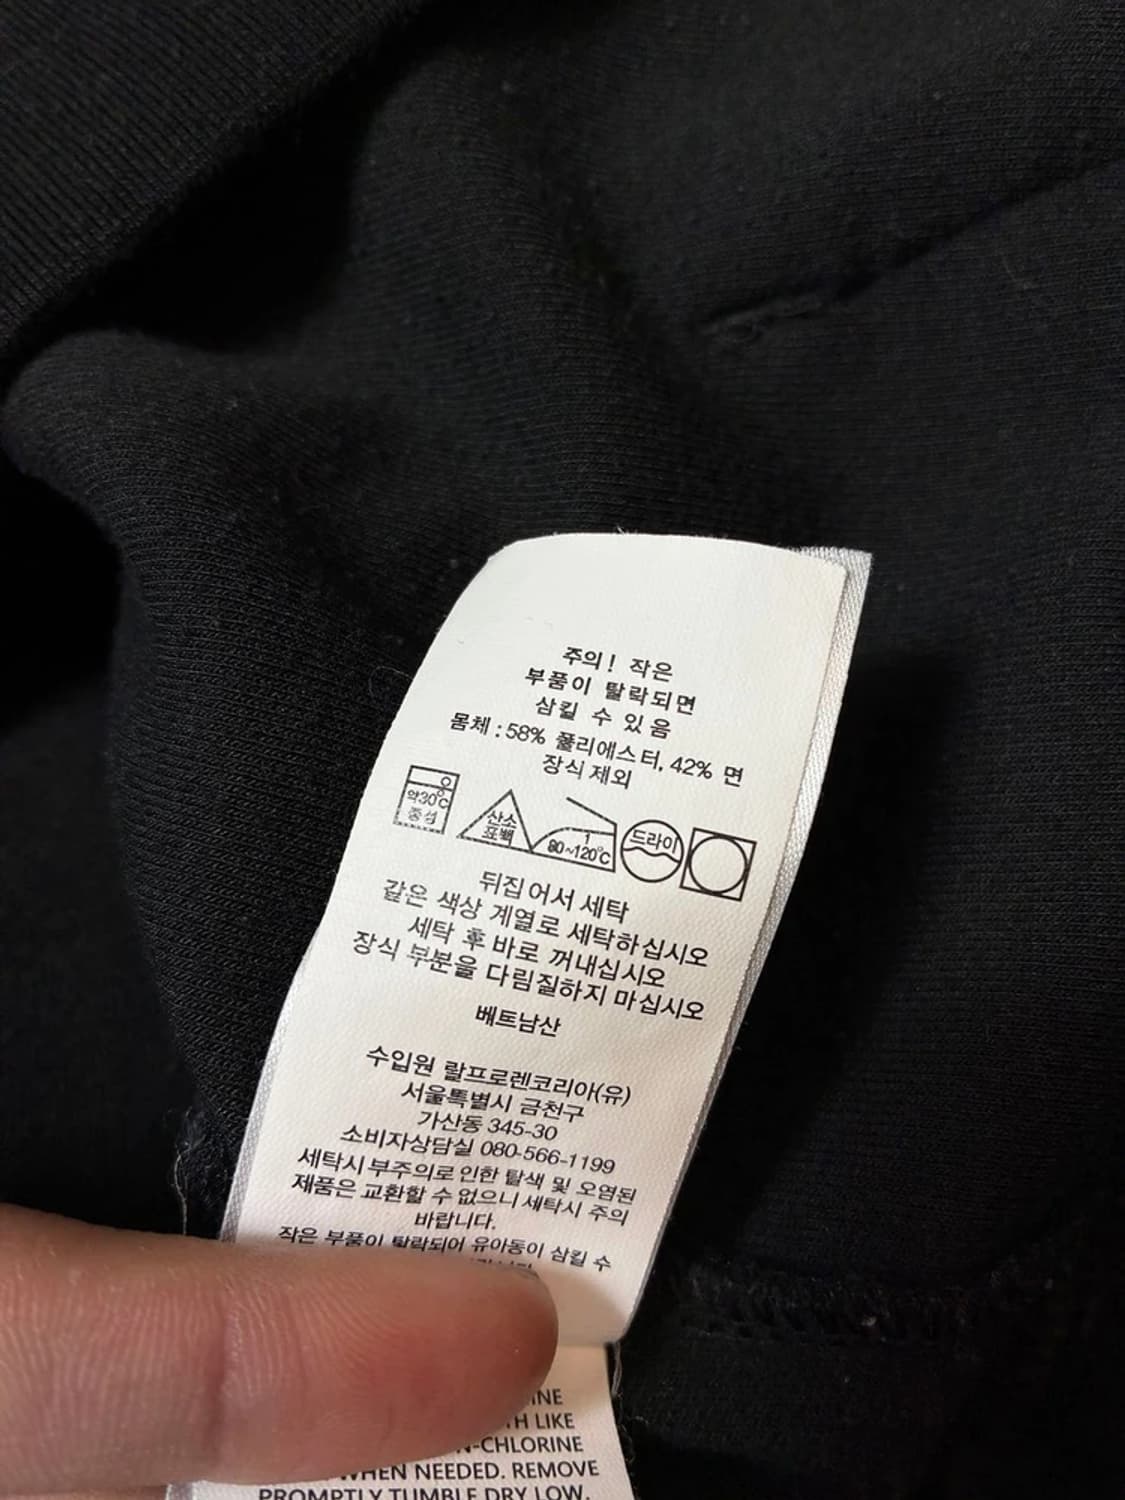 주의! 작은
부품이 탈락되면
삼킬 수 있음
몸체 : 58% 폴리에스터, 42% 면
장식 제외
약30℃
중성
산소
표백
1
80~120℃
드라이
뒤집어서 세탁
같은 색상 계열로 세탁하십시오
세탁 후 바로 꺼내십시오
장식 부분을 다림질하지 마십시오
베트남산
수입원 랄프로렌코리아(유)
서울특별시 금천구
가산동 345-30
소비자상담실 080-566-1199
세탁시 부주의로 인한 탈색 및 오염된
제품은 교환할 수 없으니 세탁시 주의
바랍니다.
작은 부품이 탈락되어 유아동이 삼킬 수
LIKE
-CHLORINE
WHEN NEEDED. REMOVE
PROMPTLY TUMBLE DRY LOW.